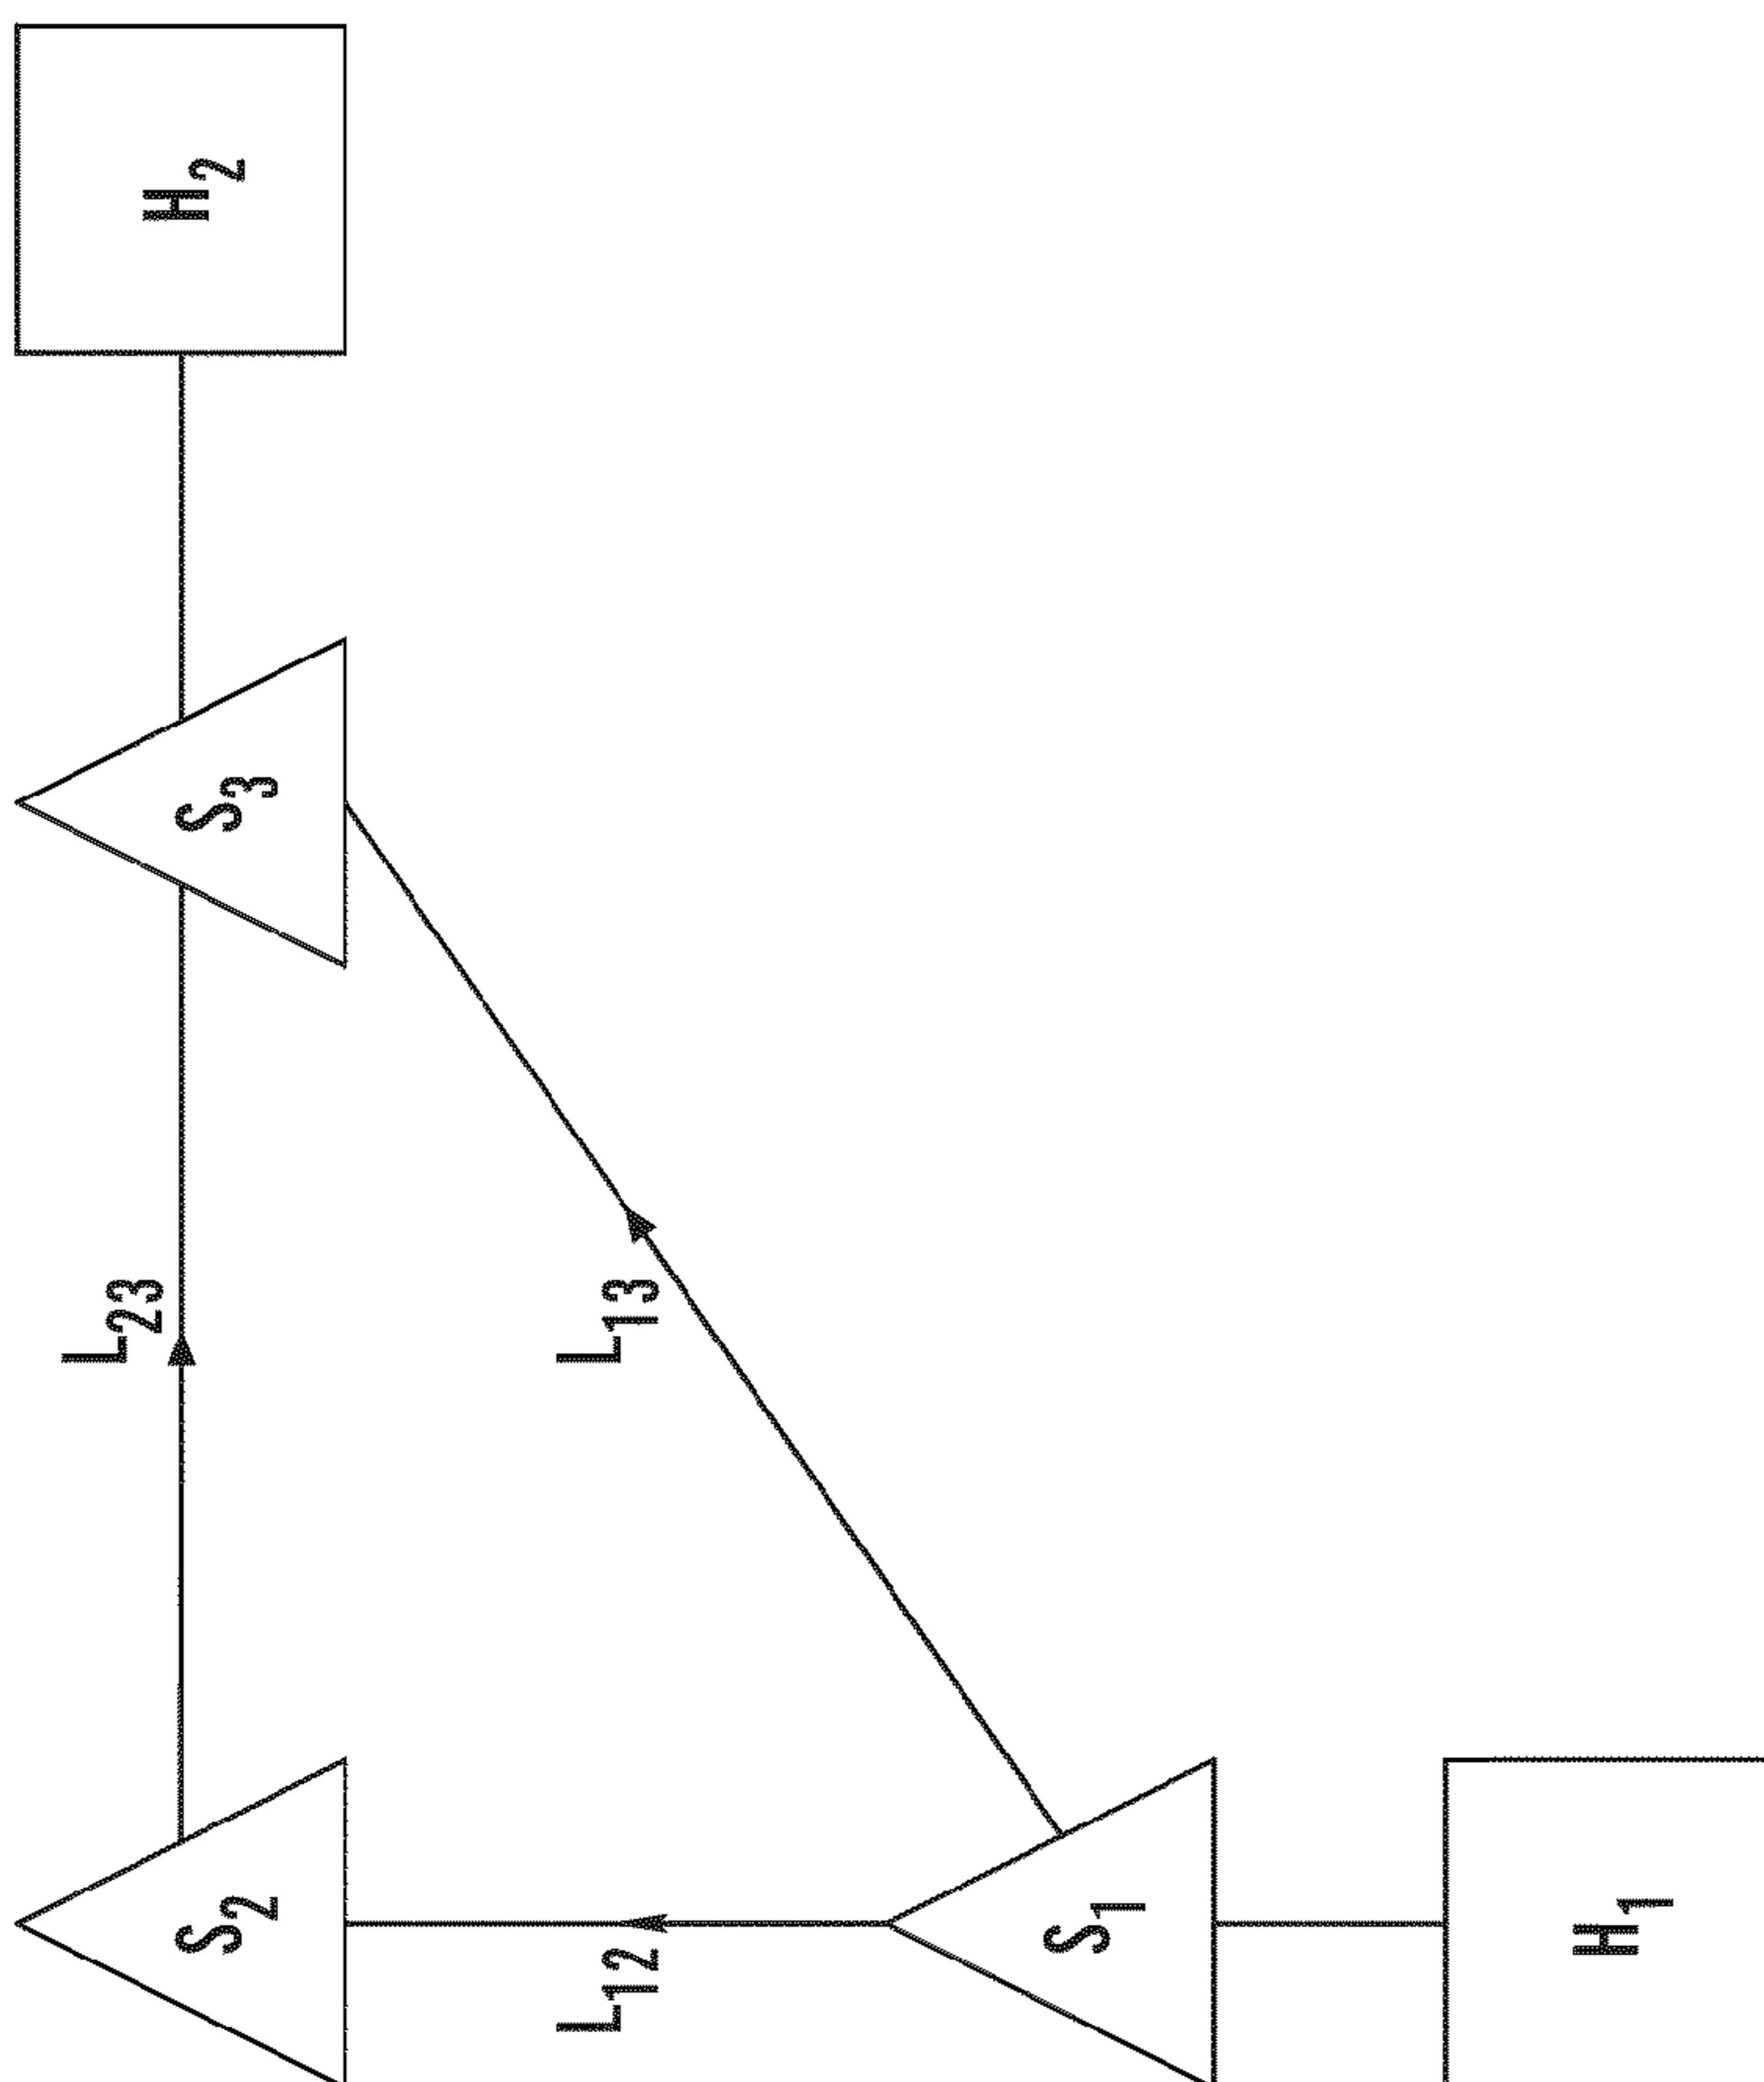 H₂
S₃
L₂₃
L₁₃
S₂
L₁₂
S₁
H₁